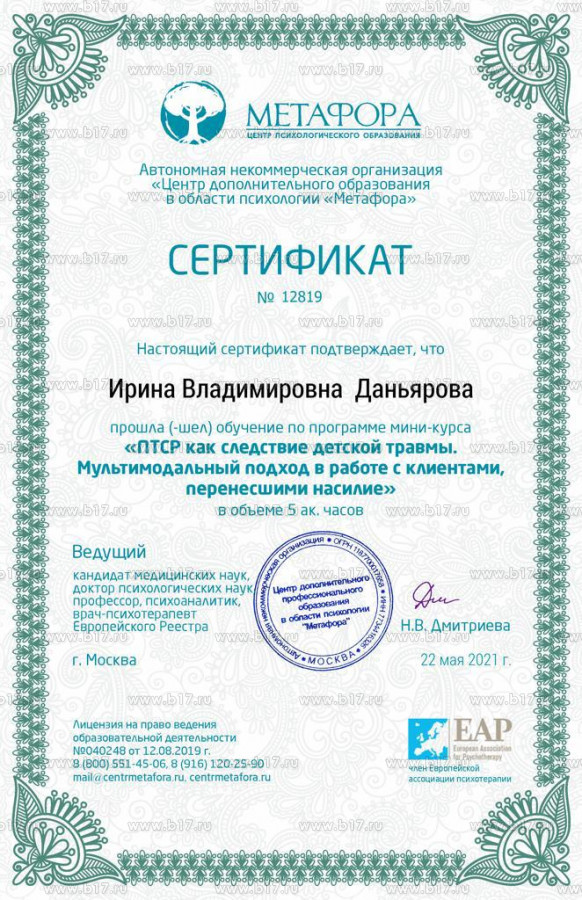 МЕТАФОРА
ЦЕНТР ПСИХОЛОГИЧЕСКОГО ОБРАЗОВАНИЯ
Автономная некоммерческая организация
«Центр дополнительного образования
в области психологии «Метафора»
СЕРТИФИКАТ
№ 12819
Настоящий сертификат подтверждает, что
Ирина Владимировна Даньярова
прошла (-шел) обучение по программе мини-курса
«ПТСР как следствие детской травмы.
Мультимодальный подход в работе с клиентами,
перенесшими насилие»
в объеме 5 ак. часов
Ведущий
кандидат медицинских наук,
доктор психологических наук
профессор, психоаналитик,
врач-психотерапевт
Европейского Реестра
Автономная некоммерческая организация
Центр дополнительного
профессионального
образования
в области психологии
"Метафора"
МОСКВА
Н.В. Дмитриева
г. Москва
22 мая 2021 г.
Лицензия на право ведения
образовательной деятельности
№040248 от 12.08.2019 г.
8 (800) 551-45-06, 8 (916) 120-25-90
mail@centrmetafora.ru, centrmetafora.ru
EAP
European Association
for Psychotherapy
член Европейской
ассоциации психотерапии
www.b17.ru